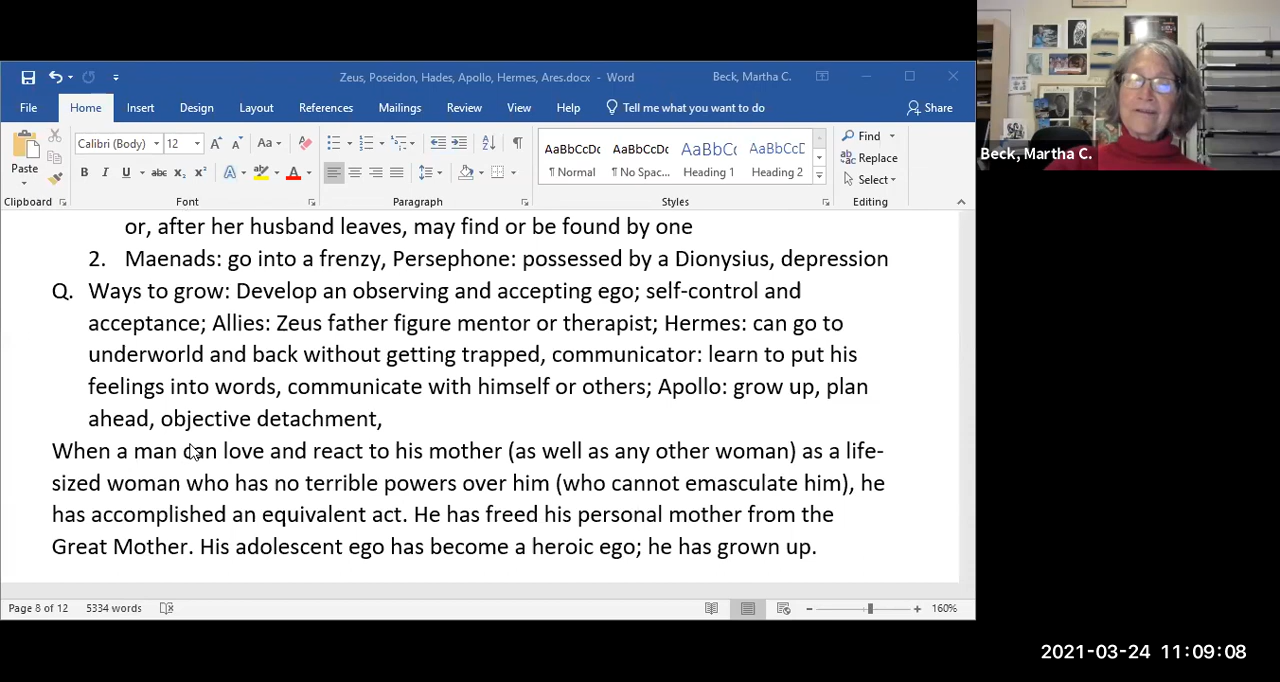 Zeus, Poseidon, Hades, Apollo, Hermes, Ares.docx - Word
Beck, Martha C.
File Home Insert Design Layout References Mailings Review View Help Tell me what you want to do Share
Calibri (Body) 12
Paste
AaBbCcDc AaBbCcDc AaBbC AaBbCcD
¶ Normal ¶ No Spac... Heading 1 Heading 2
Find
Replace
Select
Clipboard Font Paragraph Styles Editing
or, after her husband leaves, may find or be found by one
2. Maenads: go into a frenzy, Persephone: possessed by a Dionysius, depression
Q. Ways to grow: Develop an observing and accepting ego; self-control and
acceptance; Allies: Zeus father figure mentor or therapist; Hermes: can go to
underworld and back without getting trapped, communicator: learn to put his
feelings into words, communicate with himself or others; Apollo: grow up, plan
ahead, objective detachment,
When a man can love and react to his mother (as well as any other woman) as a life-
sized woman who has no terrible powers over him (who cannot emasculate him), he
has accomplished an equivalent act. He has freed his personal mother from the
Great Mother. His adolescent ego has become a heroic ego; he has grown up.
Page 8 of 12 5334 words 160%
Beck, Martha C.
2021-03-24 11:09:08